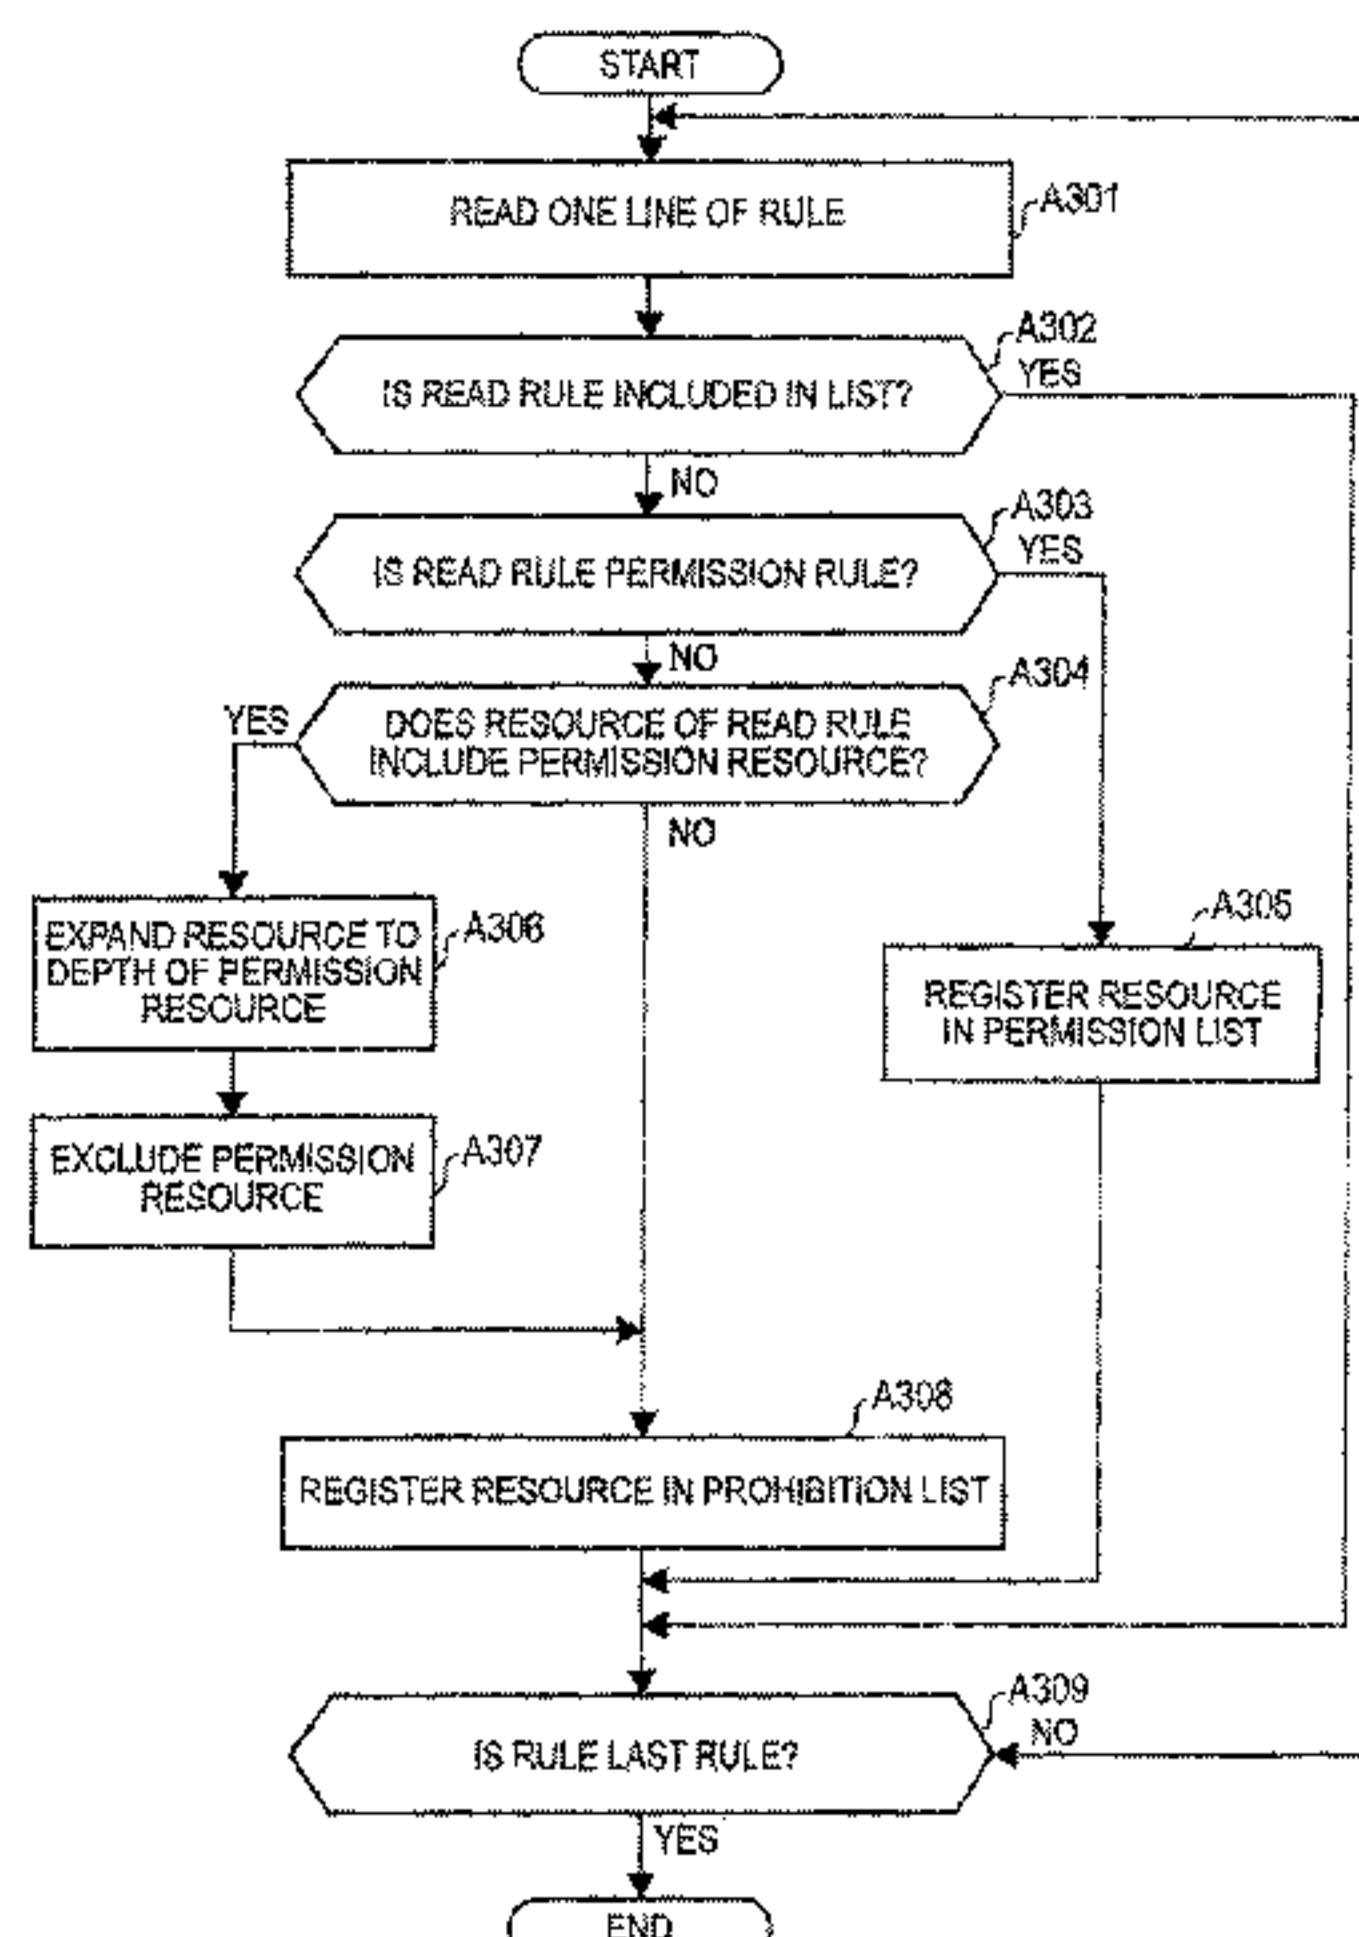 START
READ ONE LINE OF RULE
A301
A302
YES
IS READ RULE INCLUDED IN LIST?
NO
A303
YES
IS READ RULE PERMISSION RULE?
NO
A304
YES
DOES RESOURCE OF READ RULE
INCLUDE PERMISSION RESOURCE?
NO
A306
EXPAND RESOURCE TO
DEPTH OF PERMISSION
RESOURCE
A305
REGISTER RESOURCE
IN PERMISSION LIST
A307
EXCLUDE PERMISSION
RESOURCE
A308
REGISTER RESOURCE IN PROHIBITION LIST
A309
NO
IS RULE LAST RULE?
YES
END